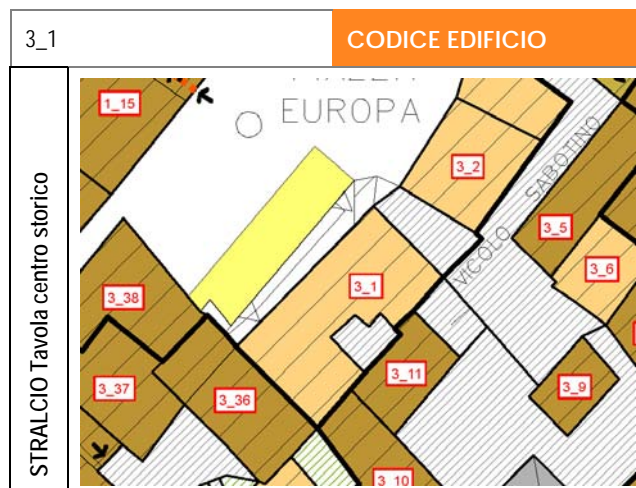 3_1 CODICE EDIFICIO
STRALCIO Tavola centro storico
1_15
EUROPA
3_2
VICOLO SABOTINO
3_5
3_6
3_1
3_38
3_11
3_37
3_36
3_9
3_10